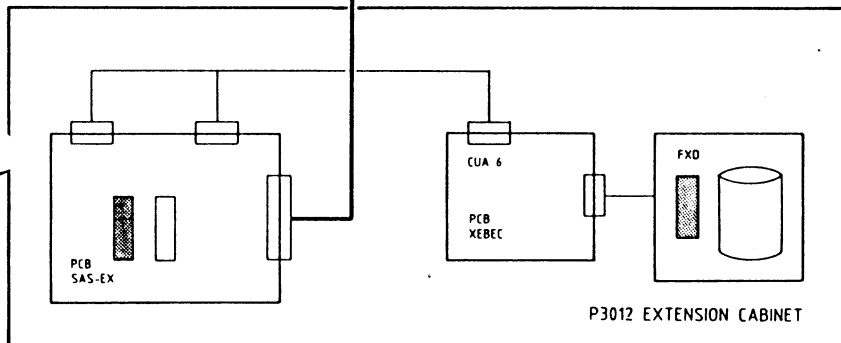 CUA 6
FXD
PCB
XEBEC
PCB
SAS-EX
P3012 EXTENSION CABINET